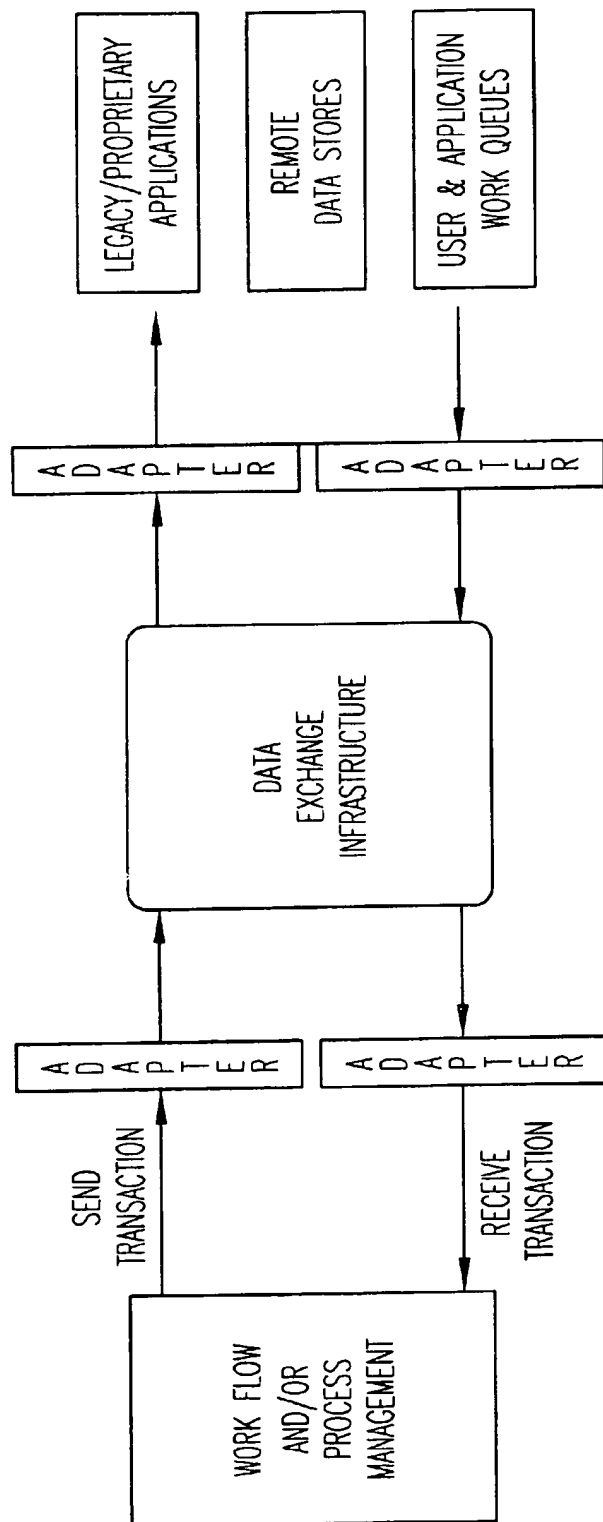 WORK FLOW
AND/OR
PROCESS
MANAGEMENT
SEND
TRANSACTION
RECEIVE
TRANSACTION
ADAPTER
ADAPTER
DATA
EXCHANGE
INFRASTRUCTURE
ADAPTER
ADAPTER
LEGACY/PROPRIETARY
APPLICATIONS
REMOTE
DATA STORES
USER & APPLICATION
WORK QUEUES